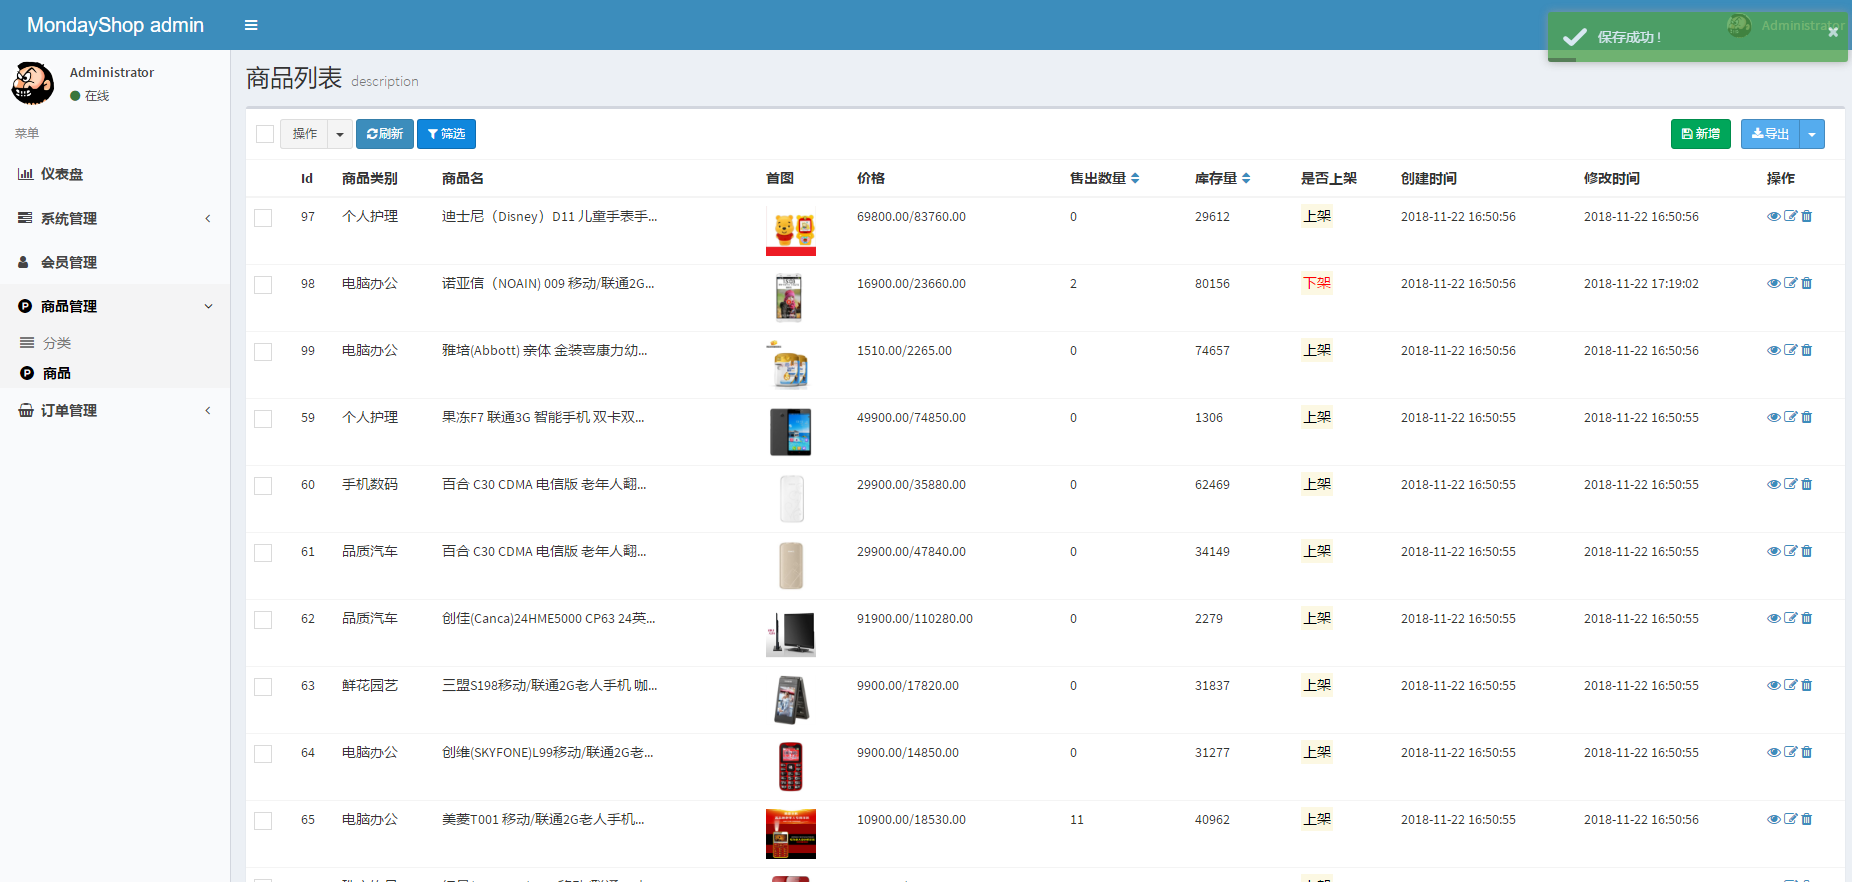 MondayShop admin
Administrator
保存成功 !
×
Administrator
在线
菜单
仪表盘
系统管理
会员管理
商品管理
分类
商品
订单管理
商品列表 description
操作 刷新 筛选 新增 导出
Id 商品类别 商品名 首图 价格 售出数量 库存量 是否上架 创建时间 修改时间 操作
97 个人护理 迪士尼（Disney）D11 儿童手表手... 69800.00/83760.00 0 29612 上架 2018-11-22 16:50:56 2018-11-22 16:50:56
98 电脑办公 诺亚信（NOAIN) 009 移动/联通2G... 16900.00/23660.00 2 80156 下架 2018-11-22 16:50:56 2018-11-22 17:19:02
99 电脑办公 雅培(Abbott) 亲体 金装喜康力幼... 1510.00/2265.00 0 74657 上架 2018-11-22 16:50:56 2018-11-22 16:50:56
59 个人护理 果冻F7 联通3G 智能手机 双卡双... 49900.00/74850.00 0 1306 上架 2018-11-22 16:50:55 2018-11-22 16:50:55
60 手机数码 百合 C30 CDMA 电信版 老年人翻... 29900.00/35880.00 0 62469 上架 2018-11-22 16:50:55 2018-11-22 16:50:55
61 品质汽车 百合 C30 CDMA 电信版 老年人翻... 29900.00/47840.00 0 34149 上架 2018-11-22 16:50:55 2018-11-22 16:50:55
62 品质汽车 创佳(Canca)24HME5000 CP63 24英... 91900.00/110280.00 0 2279 上架 2018-11-22 16:50:55 2018-11-22 16:50:55
63 鲜花园艺 三盟S198移动/联通2G老人手机 咖... 9900.00/17820.00 0 31837 上架 2018-11-22 16:50:55 2018-11-22 16:50:55
64 电脑办公 创维(SKYFONE)L99移动/联通2G老... 9900.00/14850.00 0 31277 上架 2018-11-22 16:50:55 2018-11-22 16:50:55
65 电脑办公 美菱T001 移动/联通2G老人手机... 10900.00/18530.00 11 40962 上架 2018-11-22 16:50:55 2018-11-22 16:50:56